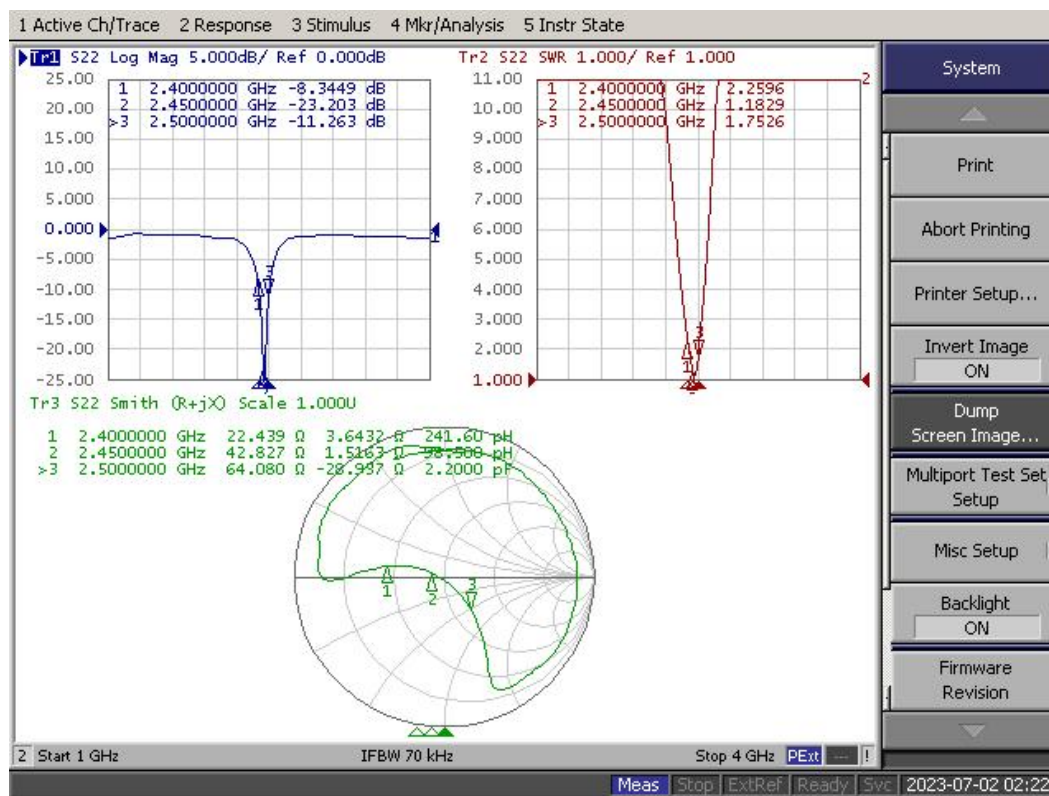 1 Active Ch/Trace 2 Response 3 Stimulus 4 Mkr/Analysis 5 Instr State
Tr1 S22 Log Mag 5.000dB/ Ref 0.000dB
25.00
20.00
15.00
10.00
5.000
0.000
-5.000
-10.00
-15.00
-20.00
-25.00
1 2.4000000 GHz -8.3449 dB
2 2.4500000 GHz -23.203 dB
>3 2.5000000 GHz -11.263 dB
1
3
Tr2 S22 SWR 1.000/ Ref 1.000
11.00
10.00
9.000
8.000
7.000
6.000
5.000
4.000
3.000
2.000
1.000
1 2.4000000 GHz 2.2596
2 2.4500000 GHz 1.1829
>3 2.5000000 GHz 1.7526
2
1
3
Tr3 S22 Smith (R+jX) Scale 1.000U
1 2.4000000 GHz 22.439 Ω 3.6432 Ω 241.60 pH
2 2.4500000 GHz 42.827 Ω 1.5163 Ω pH
>3 2.5000000 GHz 64.080 Ω -28.937 Ω 2.2000 pF
1
2
3
2 Start 1 GHz IFBW 70 kHz Stop 4 GHz PExt --- !
System
Print
Abort Printing
Printer Setup...
Invert Image
ON
Dump
Screen Image...
Multiport Test Set
Setup
Misc Setup
Backlight
ON
Firmware
Revision
Meas Stop ExtRef Ready Svc 2023-07-02 02:22